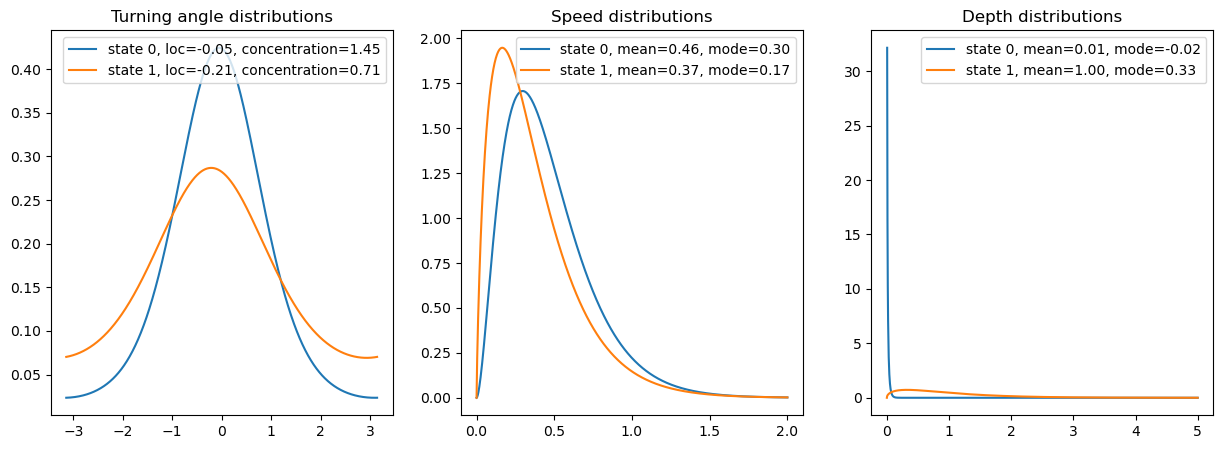 Turning angle distributions
state 0, loc=-0.05, concentration=1.45
state 1, loc=-0.21, concentration=0.71
0.40
0.35
0.30
0.25
0.20
0.15
0.10
0.05
−3 −2 −1 0 1 2 3
Speed distributions
state 0, mean=0.46, mode=0.30
state 1, mean=0.37, mode=0.17
2.00
1.75
1.50
1.25
1.00
0.75
0.50
0.25
0.00
0.0 0.5 1.0 1.5 2.0
Depth distributions
state 0, mean=0.01, mode=-0.02
state 1, mean=1.00, mode=0.33
30
25
20
15
10
5
0
0 1 2 3 4 5